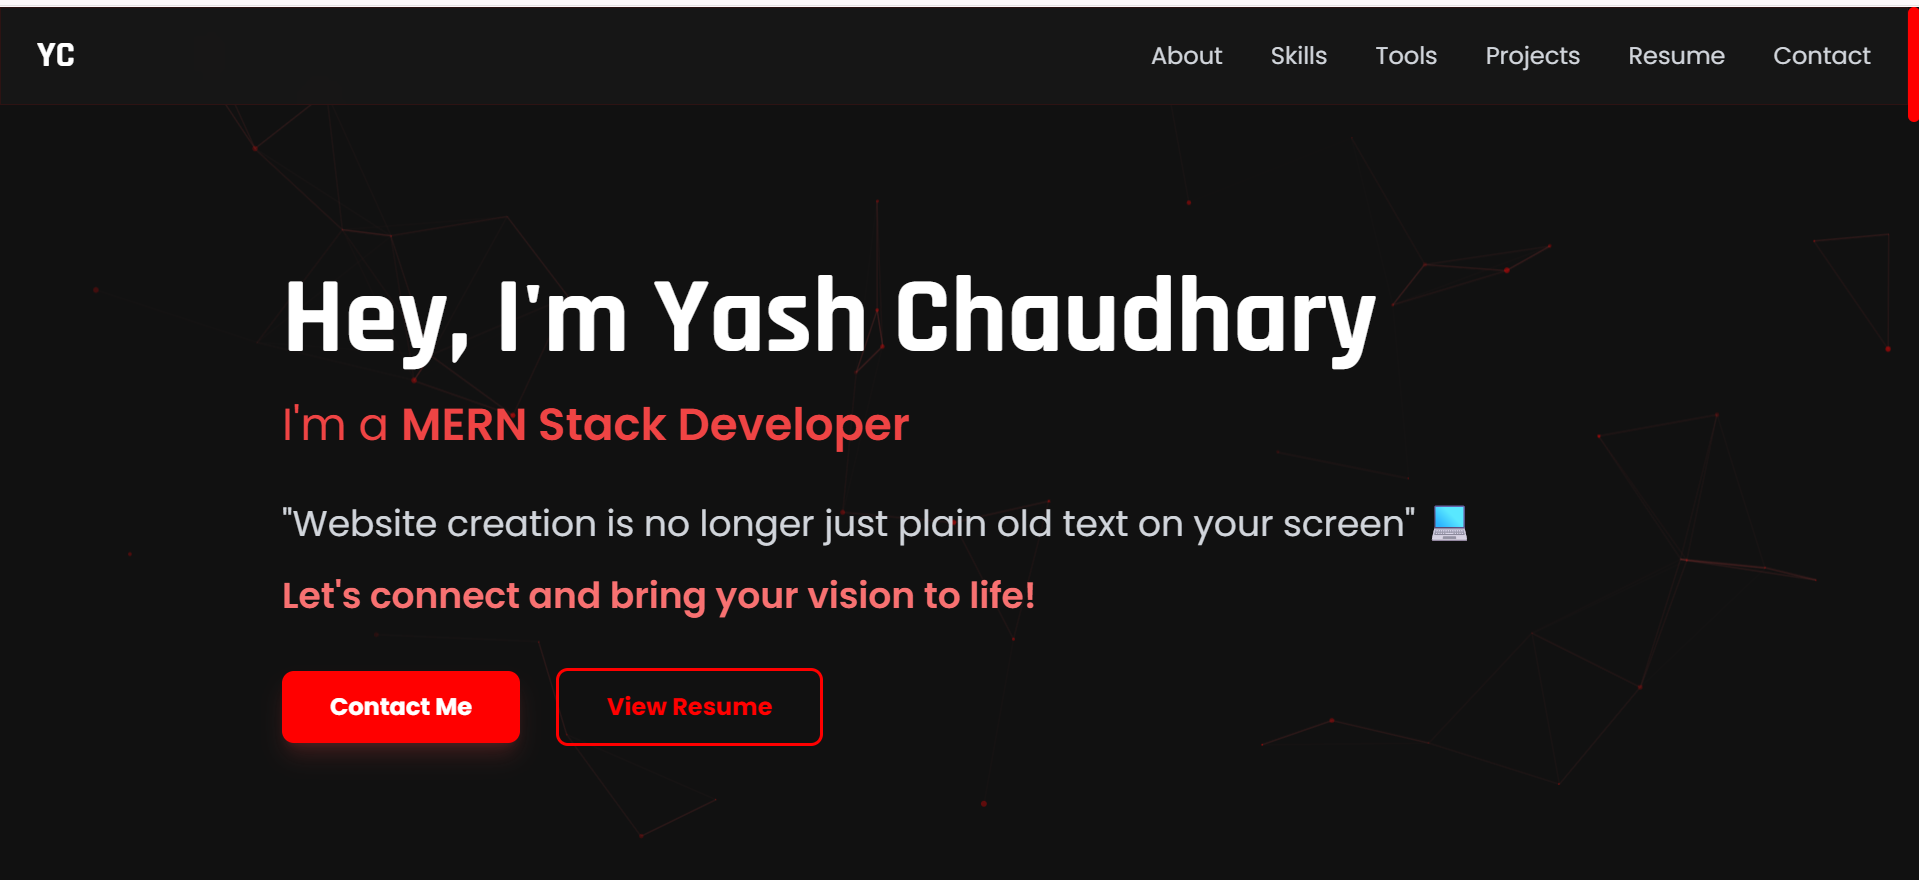 YC
About Skills Tools Projects Resume Contact
Hey, I'm Yash Chaudhary
I'm a MERN Stack Developer
"Website creation is no longer just plain old text on your screen" 💻
Let's connect and bring your vision to life!
Contact Me
View Resume